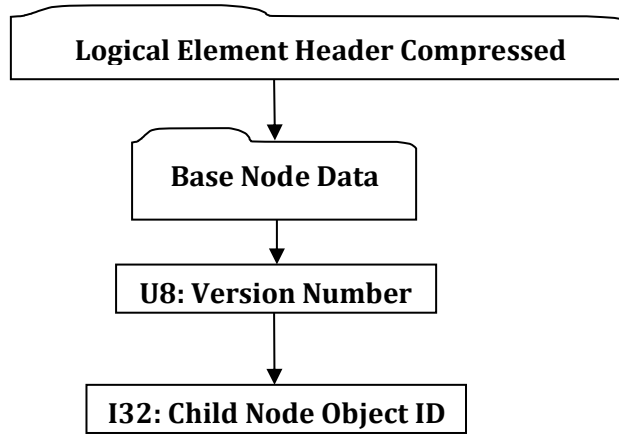 Logical Element Header Compressed
Base Node Data
U8: Version Number
I32: Child Node Object ID